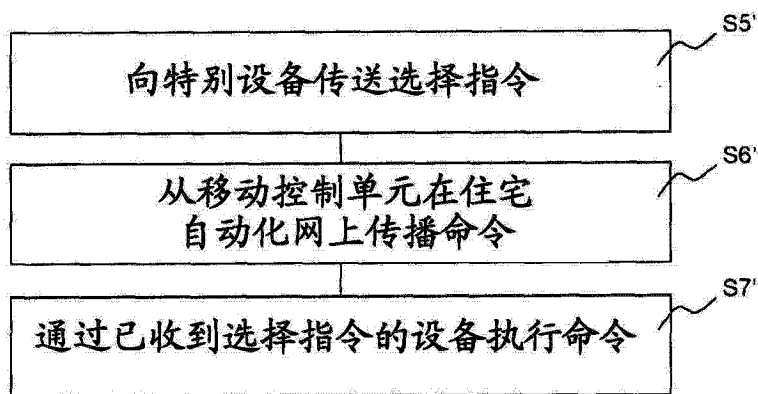 S5'
向特别设备传送选择指令
S6'
从移动控制单元在住宅
自动化网上传播命令
S7'
通过已收到选择指令的设备执行命令